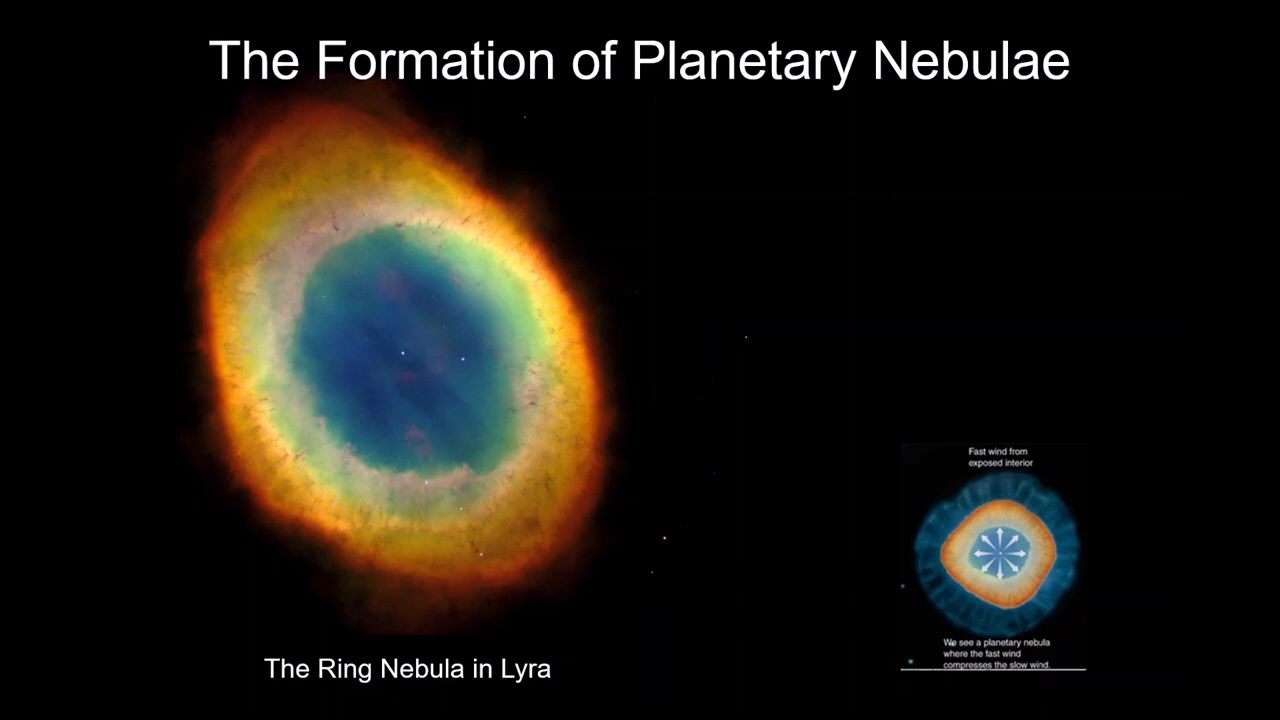 The Formation of Planetary Nebulae
Fast wind from
exposed interior
We see a planetary nebula
where the fast wind
compresses the slow wind.
The Ring Nebula in Lyra